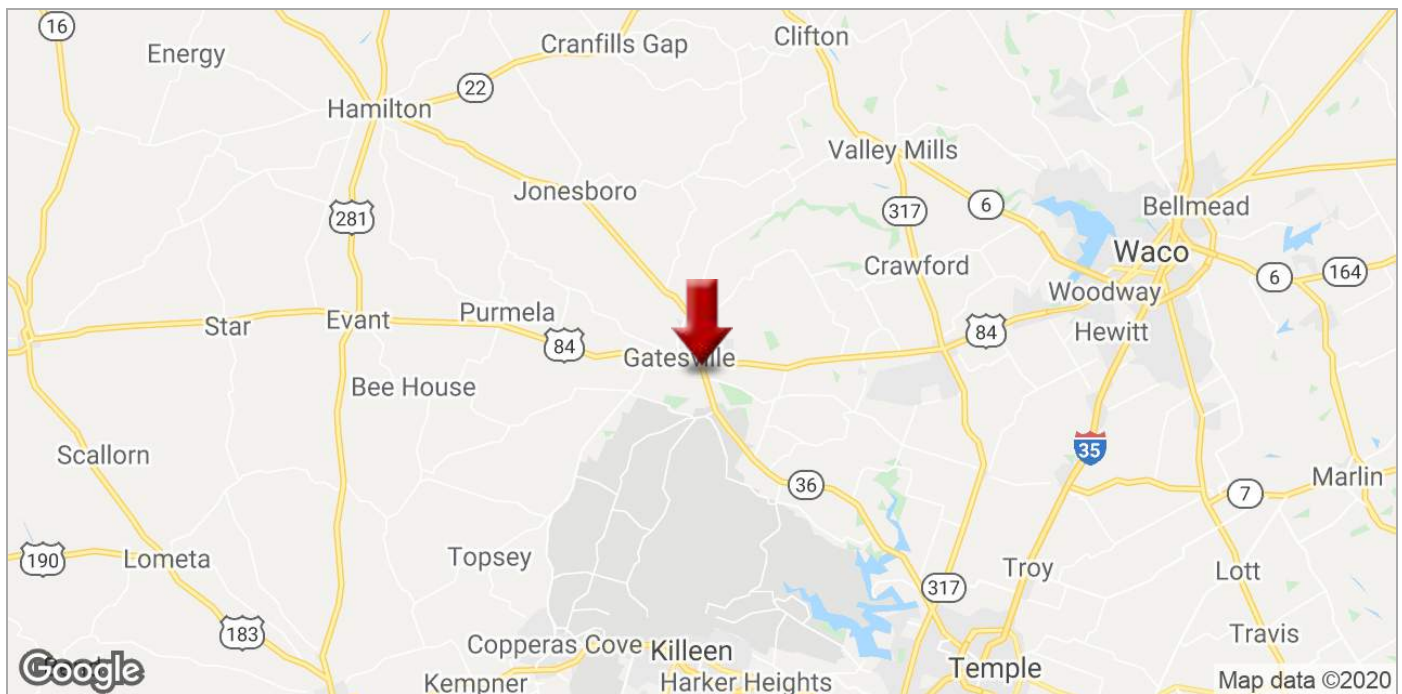 16
Energy
Cranfills Gap
Clifton
22
Hamilton
Valley Mills
Jonesboro
281
317
6
Bellmead
Waco
Crawford
6
164
Woodway
Purmela
Star
Evant
84
84
Hewitt
Gatesville
Bee House
Scallorn
35
Marlin
36
7
190
Lometa
Topsey
Troy
Lott
317
183
Travis
Copperas Cove
Killeen
Temple
Google
Kempner
Harker Heights
Map data ©2020